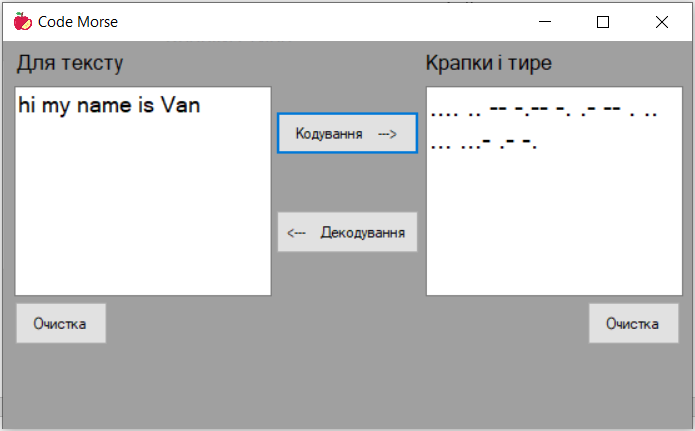 Code Morse
Для тексту
Крапки і тире
hi my name is Van
Кодування --->
.... .. -- -.-- -. .- -- . ..
... ...- .- -.
<--- Декодування
Очистка
Очистка